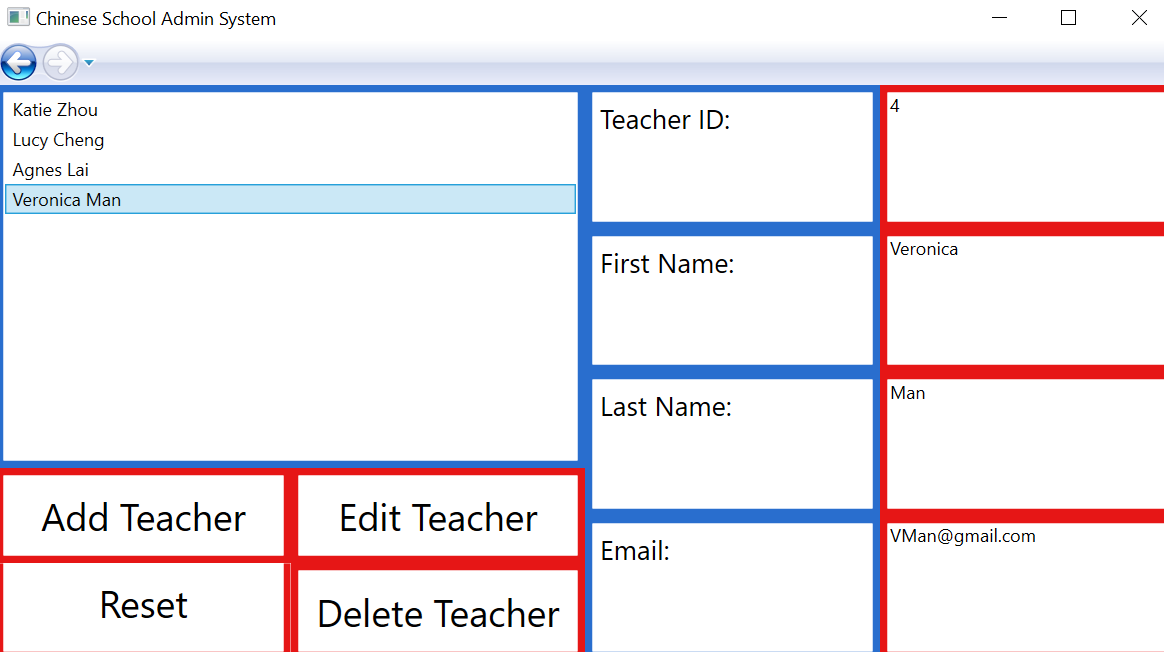 Chinese School Admin System
Katie Zhou
Lucy Cheng
Agnes Lai
Veronica Man
Add Teacher
Edit Teacher
Reset
Delete Teacher
Teacher ID:
4
First Name:
Veronica
Last Name:
Man
Email:
VMan@gmail.com